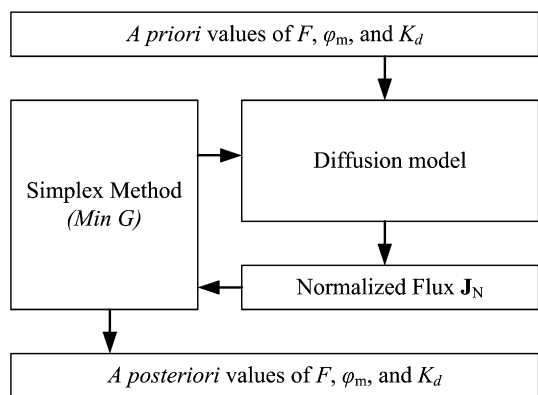 A priori values of F, φm, and Kd
Diffusion model
Simplex Method
(Min G)
Normalized Flux JN
A posteriori values of F, φm, and Kd